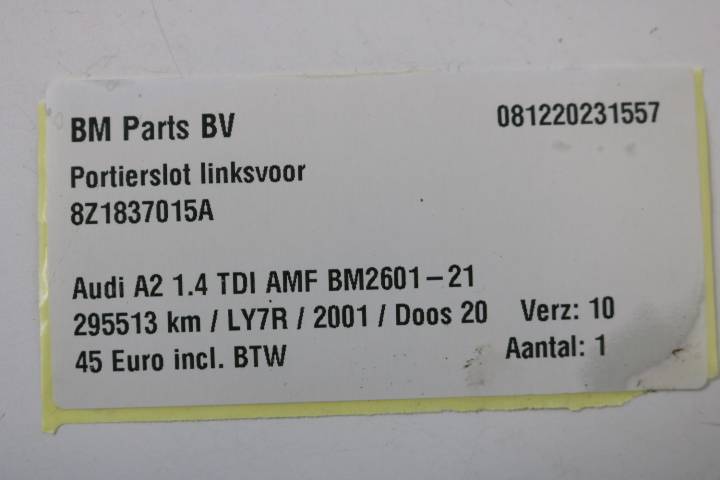 BM Parts BV 081220231557
Portierslot linksvoor
8Z1837015A
Audi A2 1.4 TDI AMF BM2601-21
295513 km / LY7R / 2001 / Doos 20 Verz: 10
45 Euro incl. BTW Aantal: 1